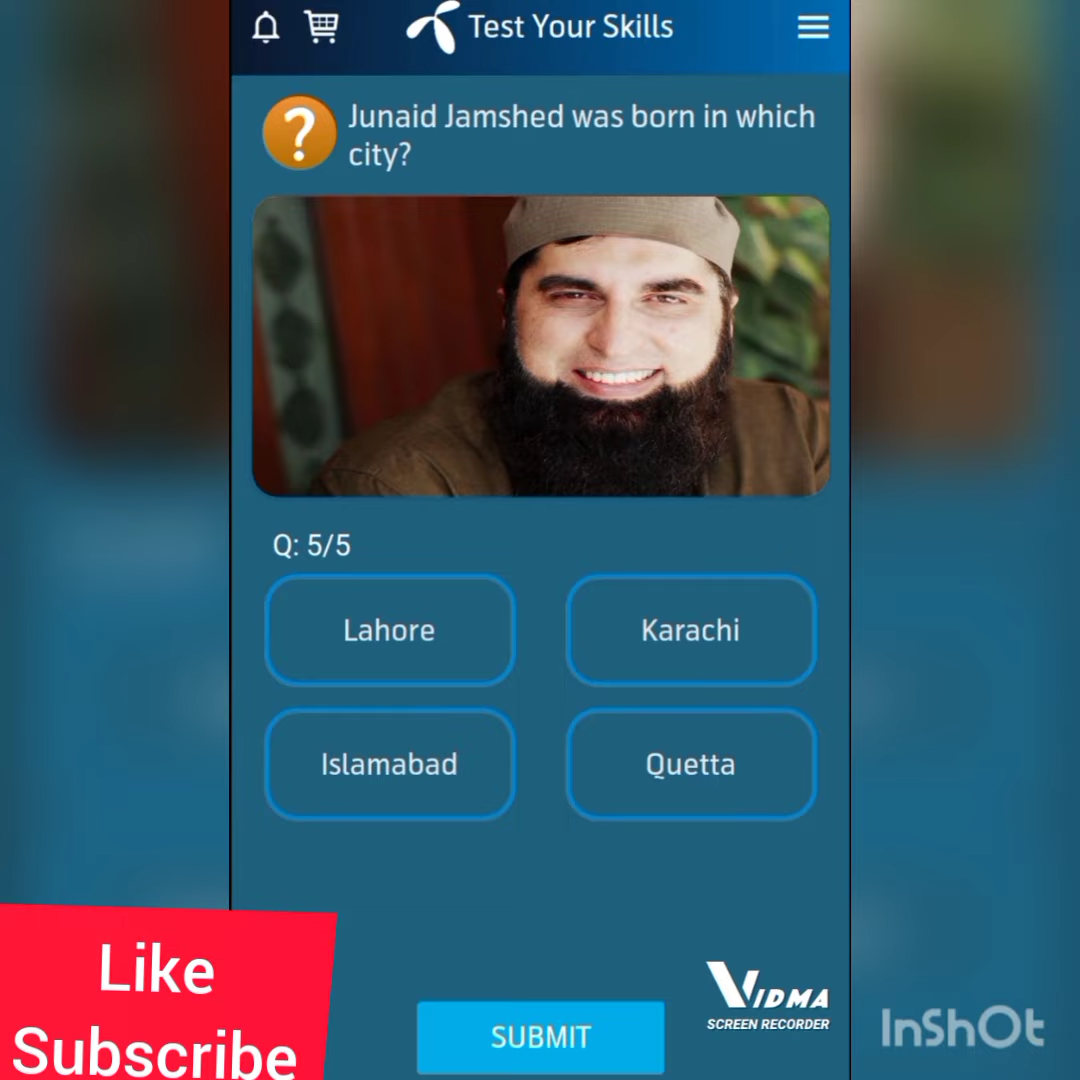 Test Your Skills
?
Junaid Jamshed was born in which
city?
Q: 5/5
Lahore
Karachi
Islamabad
Quetta
Like
Subscribe
SUBMIT
VIDMA
SCREEN RECORDER
InShOt